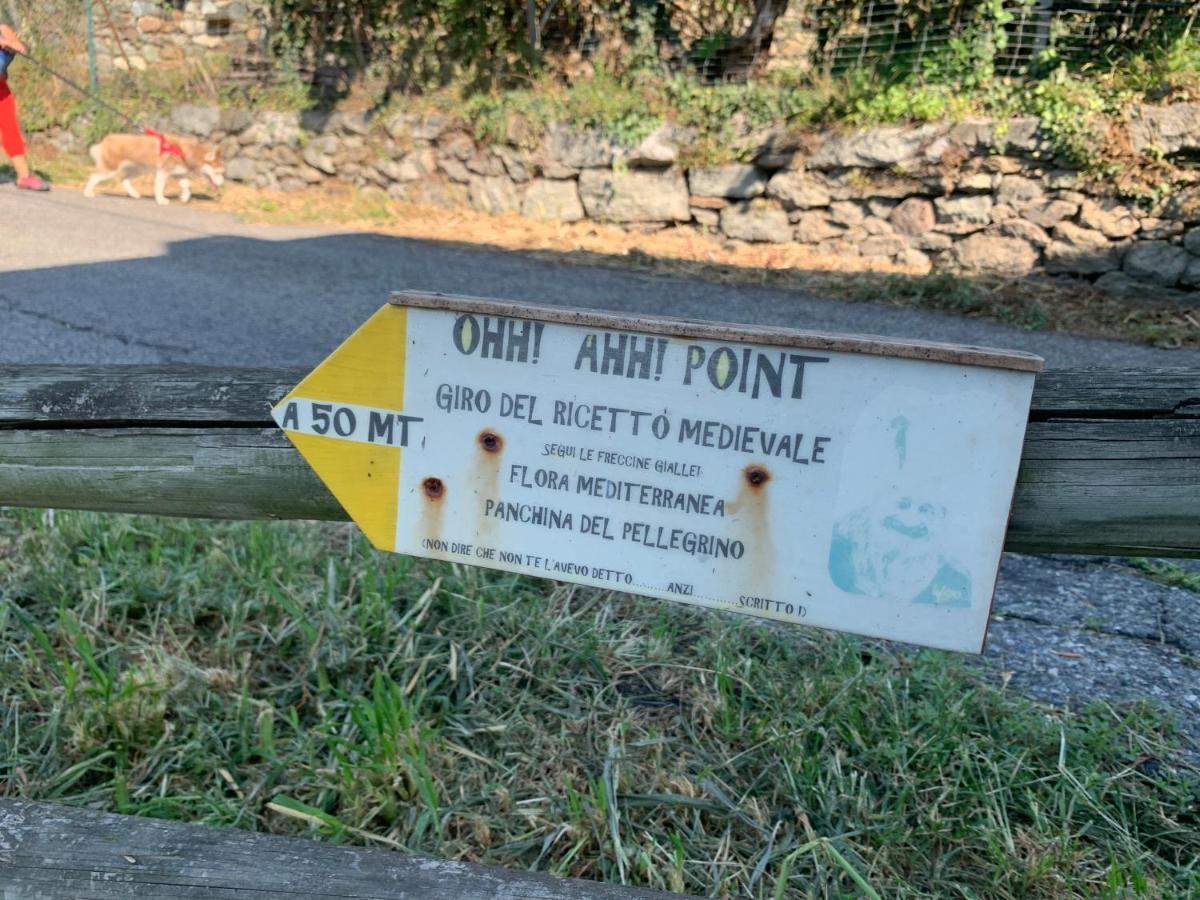 OHH! AHH! POINT
A 50 MT
GIRO DEL RICETTO MEDIEVALE
SEGUI LE FRECCINE GIALLE!
FLORA MEDITERRANEA
PANCHINA DEL PELLEGRINO
(NON DIRE CHE NON TE L'AVEVO DETTO..........ANZI..........SCRITTO !)